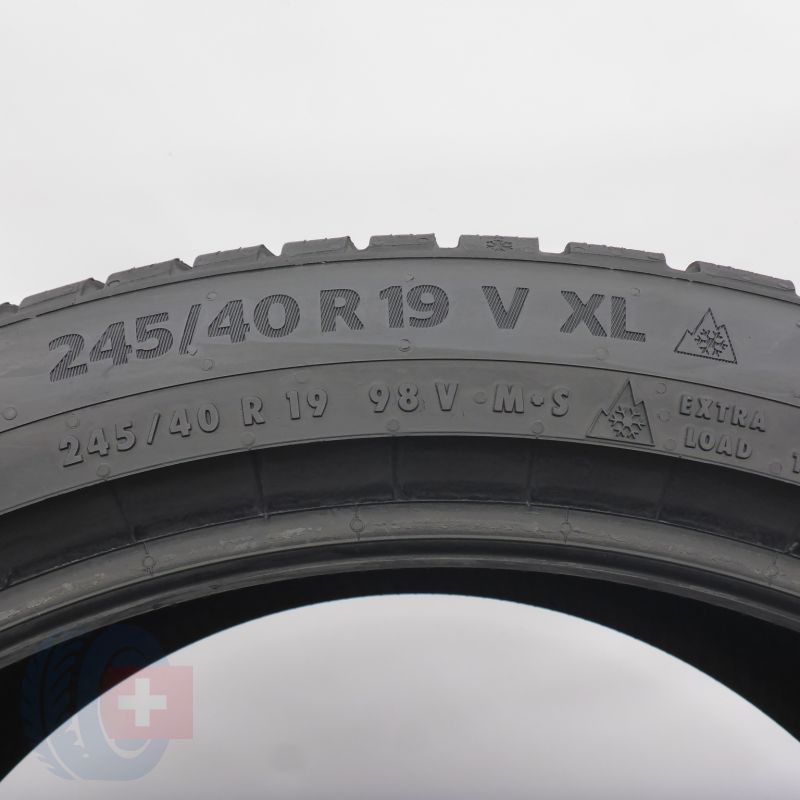 245/40 R 19 V XL
245/40 R 19 98 V M+S EXTRA
LOAD